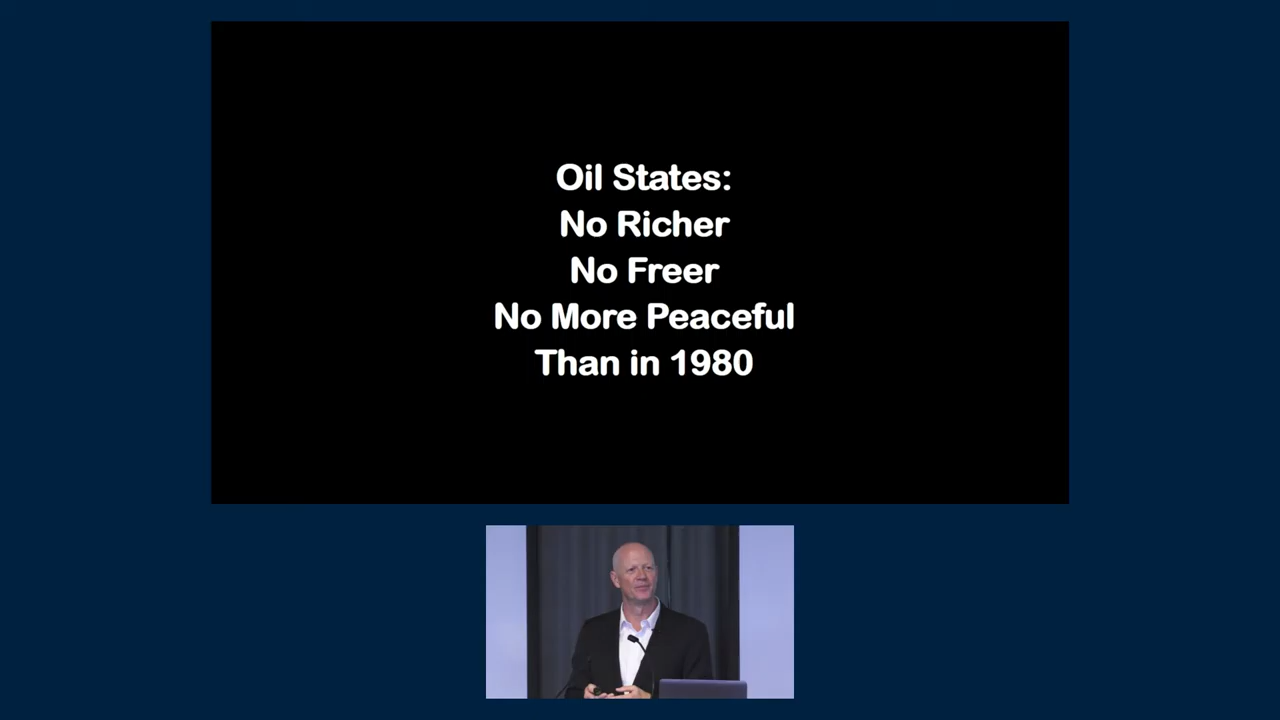 Oil States:
No Richer
No Freer
No More Peaceful
Than in 1980